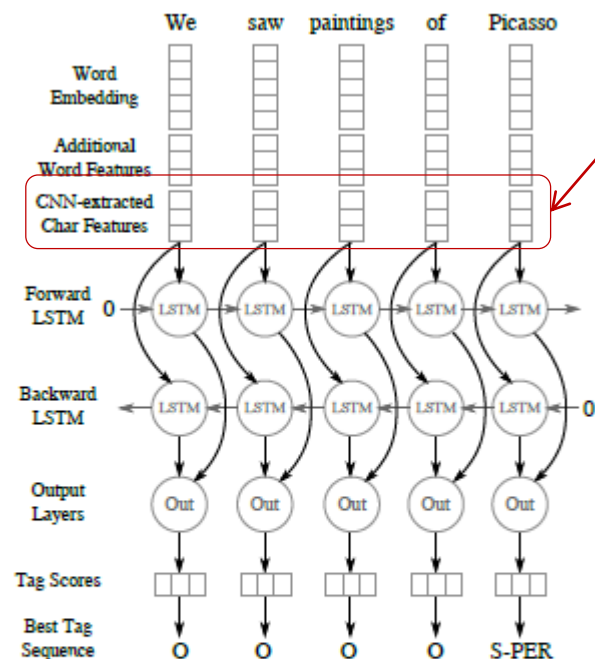 We saw paintings of Picasso
Word
Embedding
Additional
Word Features
CNN-extracted
Char Features
Forward
LSTM
0 LSTM LSTM LSTM LSTM LSTM
Backward
LSTM
LSTM LSTM LSTM LSTM LSTM 0
Output
Layers
Out Out Out Out Out
Tag Scores
Best Tag
Sequence
O O O O S-PER